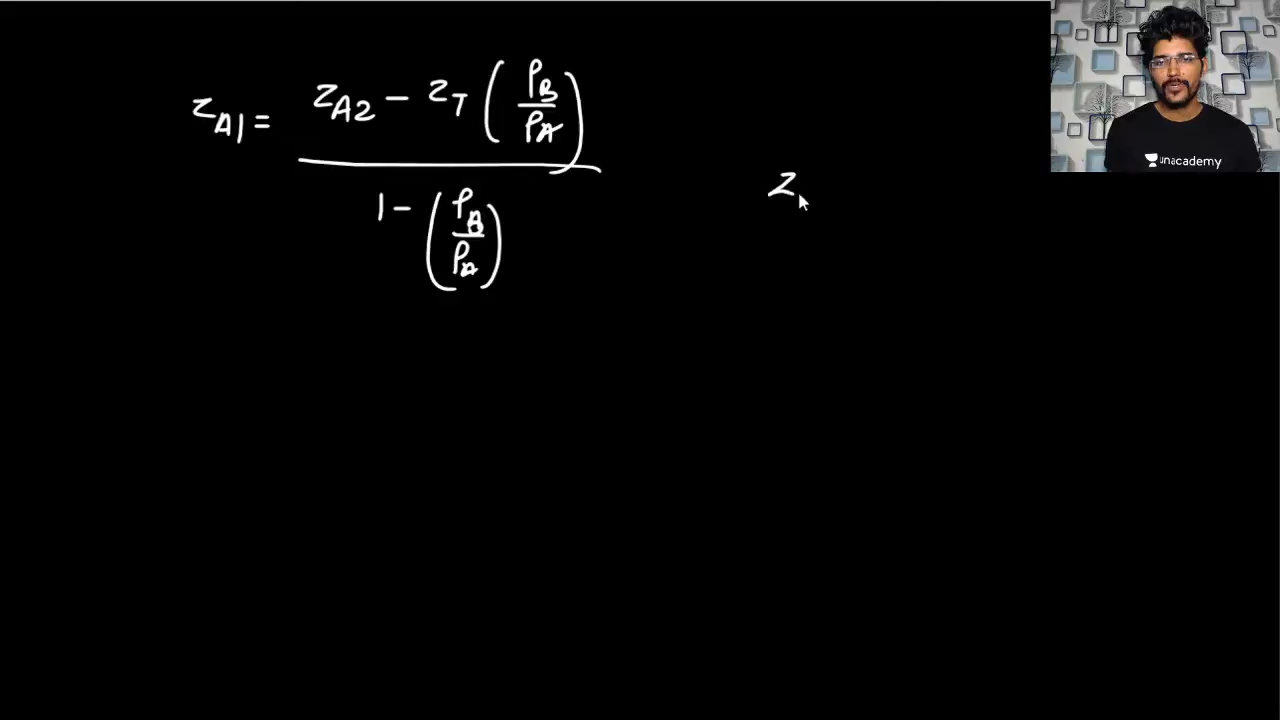 z_A1 = (z_A2 − z_T (ρ_B/ρ_A)) / (1 − (ρ_B/ρ_A))
z
unacademy